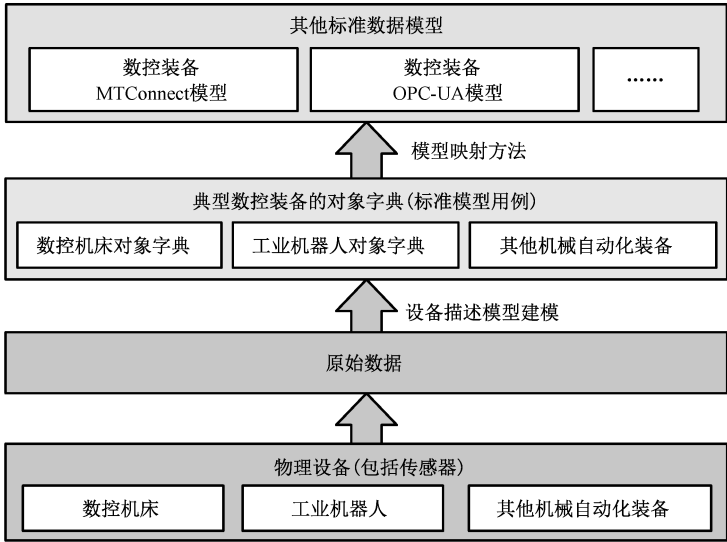 其他标准数据模型
数控装备
MTConnect模型
数控装备
OPC-UA模型
……
模型映射方法
典型数控装备的对象字典(标准模型用例)
数控机床对象字典
工业机器人对象字典
其他机械自动化装备
设备描述模型建模
原始数据
物理设备(包括传感器)
数控机床
工业机器人
其他机械自动化装备